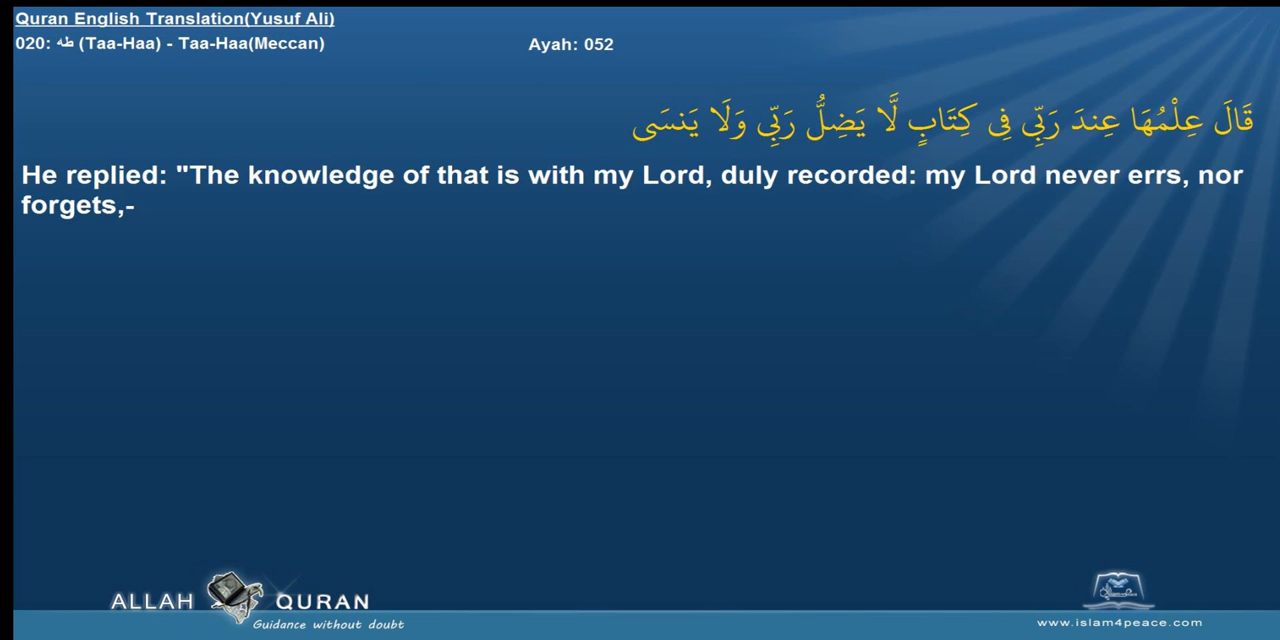 Quran English Translation(Yusuf Ali)
020: طه (Taa-Haa) - Taa-Haa(Meccan)
Ayah: 052
قَالَ عِلْمُهَا عِندَ رَبِّى فِى كِتَابٍ لَّا يَضِلُّ رَبِّى وَلَا يَنسَى
He replied: "The knowledge of that is with my Lord, duly recorded: my Lord never errs, nor
forgets,-
ALLAH QURAN
Guidance without doubt
www.islam4peace.com